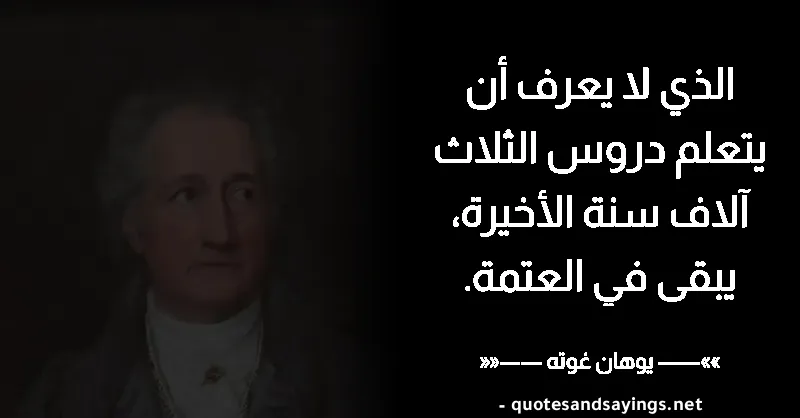 الذي لا يعرف أن
يتعلم دروس الثلاث
آلاف سنة الأخيرة،
يبقى في العتمة.
»»—— يوهان غوته ——««
- quotesandsayings.net